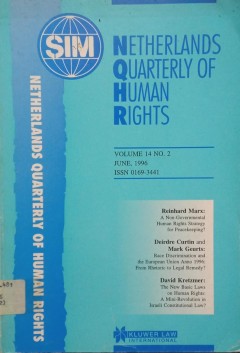 SIM
NETHERLANDS
QUARTERLY OF
HUMAN
RIGHTS
VOLUME 14 NO. 2
JUNE, 1996
ISSN 0169-3441
Reinhard Marx:
A Non Governmental
Human Rights Strategy
for Peacekeeping?
Deirdre Curtin and
Mark Geurts:
Race Discrimination and
the European Union Anno 1996:
From Rhetoric to Legal Remedy?
David Kretzmer:
The New Basic Laws
on Human Rights:
A Mini-Revolution in
Israeli Constitutional Law?
KLUWER LAW
INTERNATIONAL
NETHERLANDS QUARTERLY OF HUMAN RIGHTS